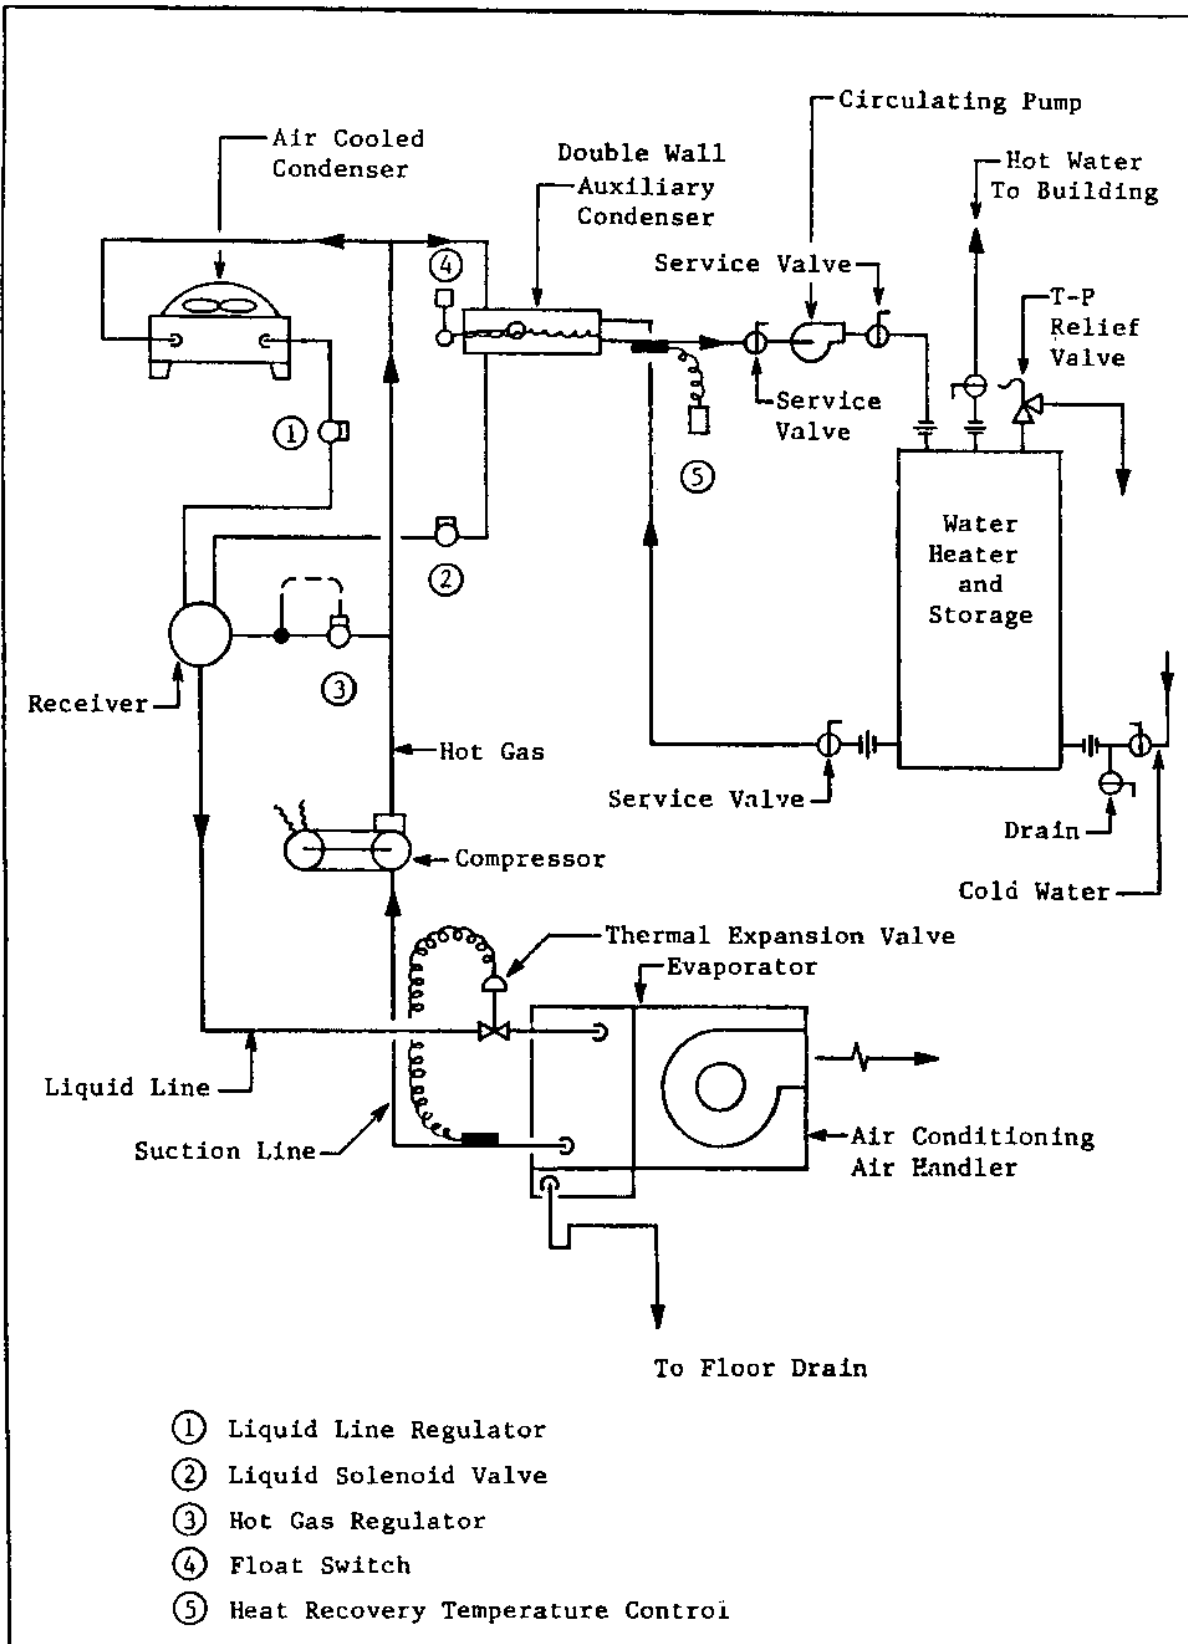 Circulating Pump
Air Cooled
Condenser
Double Wall
Auxiliary
Condenser
Hot Water
To Building
Service Valve
T-P
Relief
Valve
4
1
Service
Valve
5
2
Water
Heater
and
Storage
3
Receiver
Hot Gas
Service Valve
Drain
Compressor
Cold Water
Thermal Expansion Valve
Evaporator
Liquid Line
Suction Line
Air Conditioning
Air Handler
To Floor Drain
1 Liquid Line Regulator
2 Liquid Solenoid Valve
3 Hot Gas Regulator
4 Float Switch
5 Heat Recovery Temperature Control